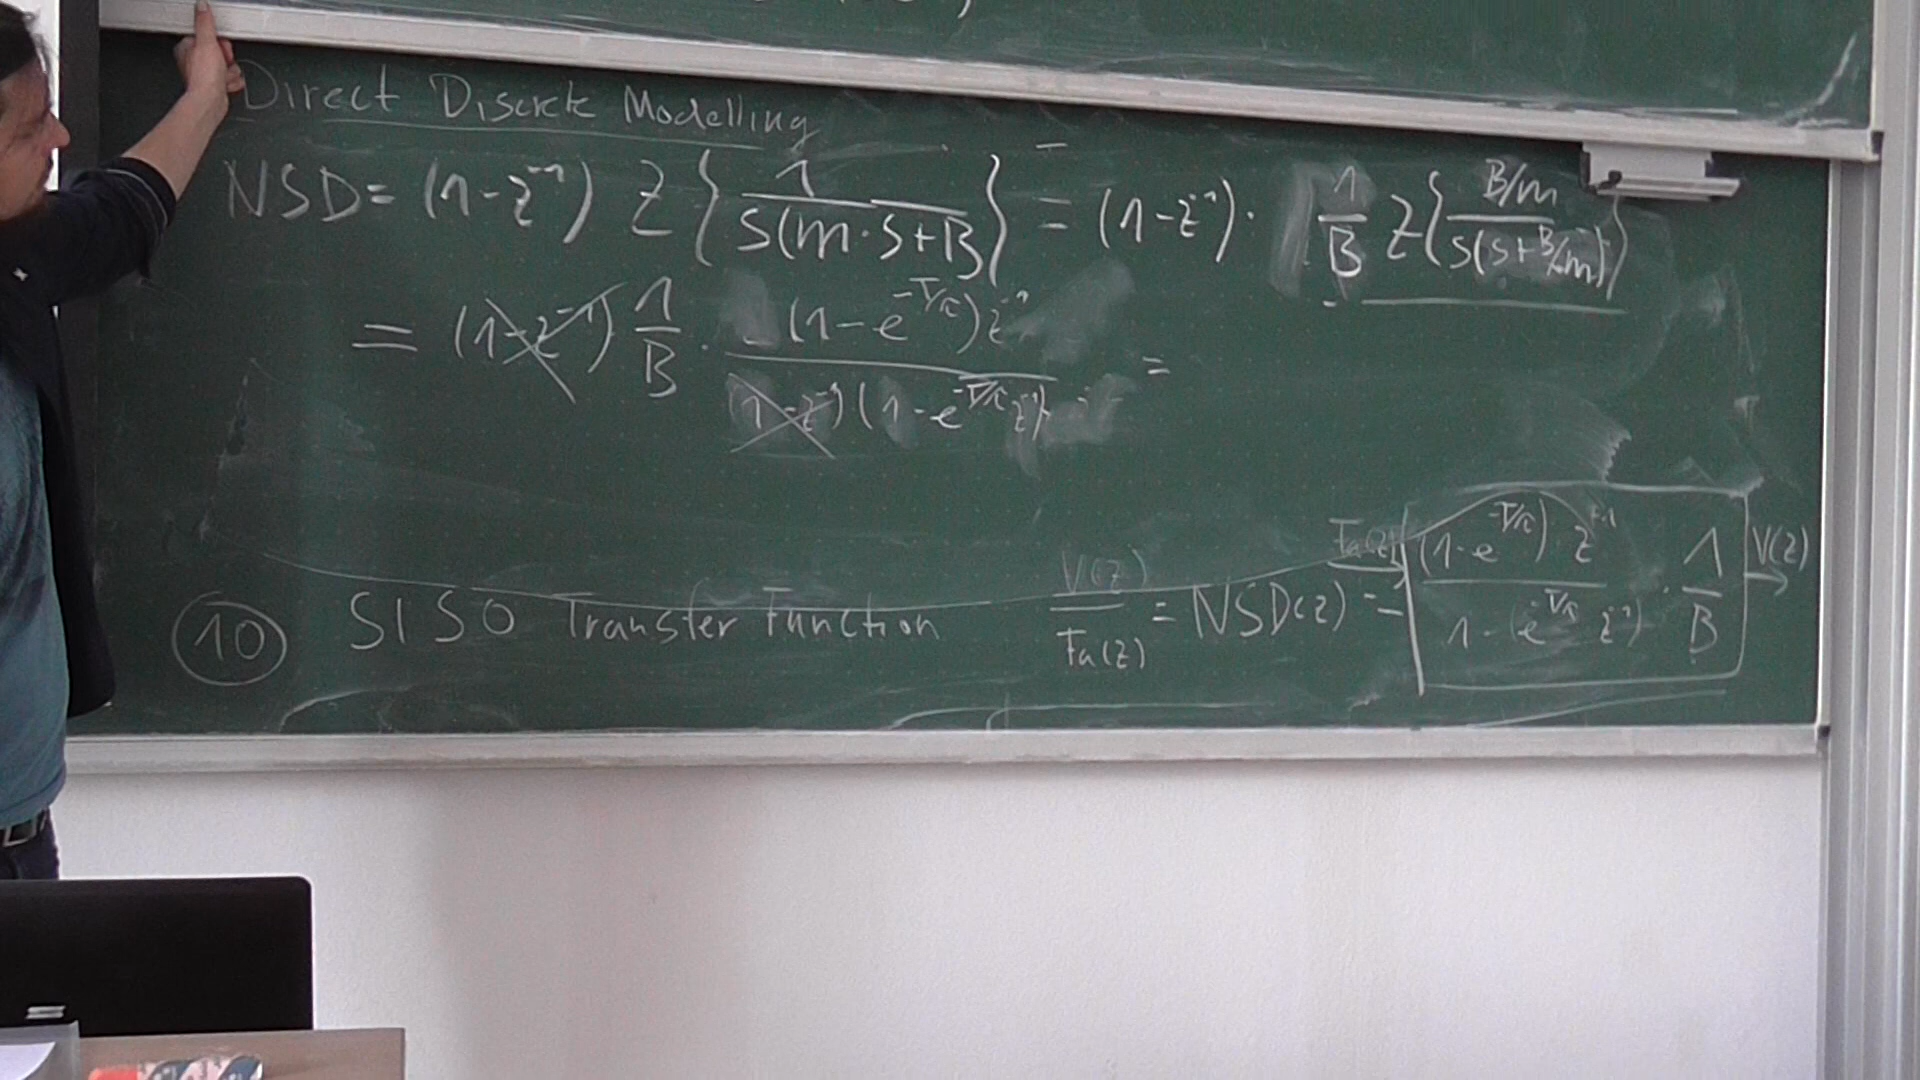 Direct Discrete Modelling
NSD = (1-z⁻¹) Z{1/(s(m·s+B))} = (1-z⁻¹) · 1/B Z{(B/m)/(s(s+B/m))}
= (1-z⁻¹) 1/B · ((1-e^(-T/τ))z⁻¹)/((1-z⁻¹)(1-e^(-T/τ)z⁻¹)) =
10 SISO Transfer Function V(z)/Fa(z) = NSD(z) = Fa(z) → ((1-e^(-T/τ))·z⁻¹)/(1-(e^(-T/τ) z⁻¹)) · 1/B → V(z)